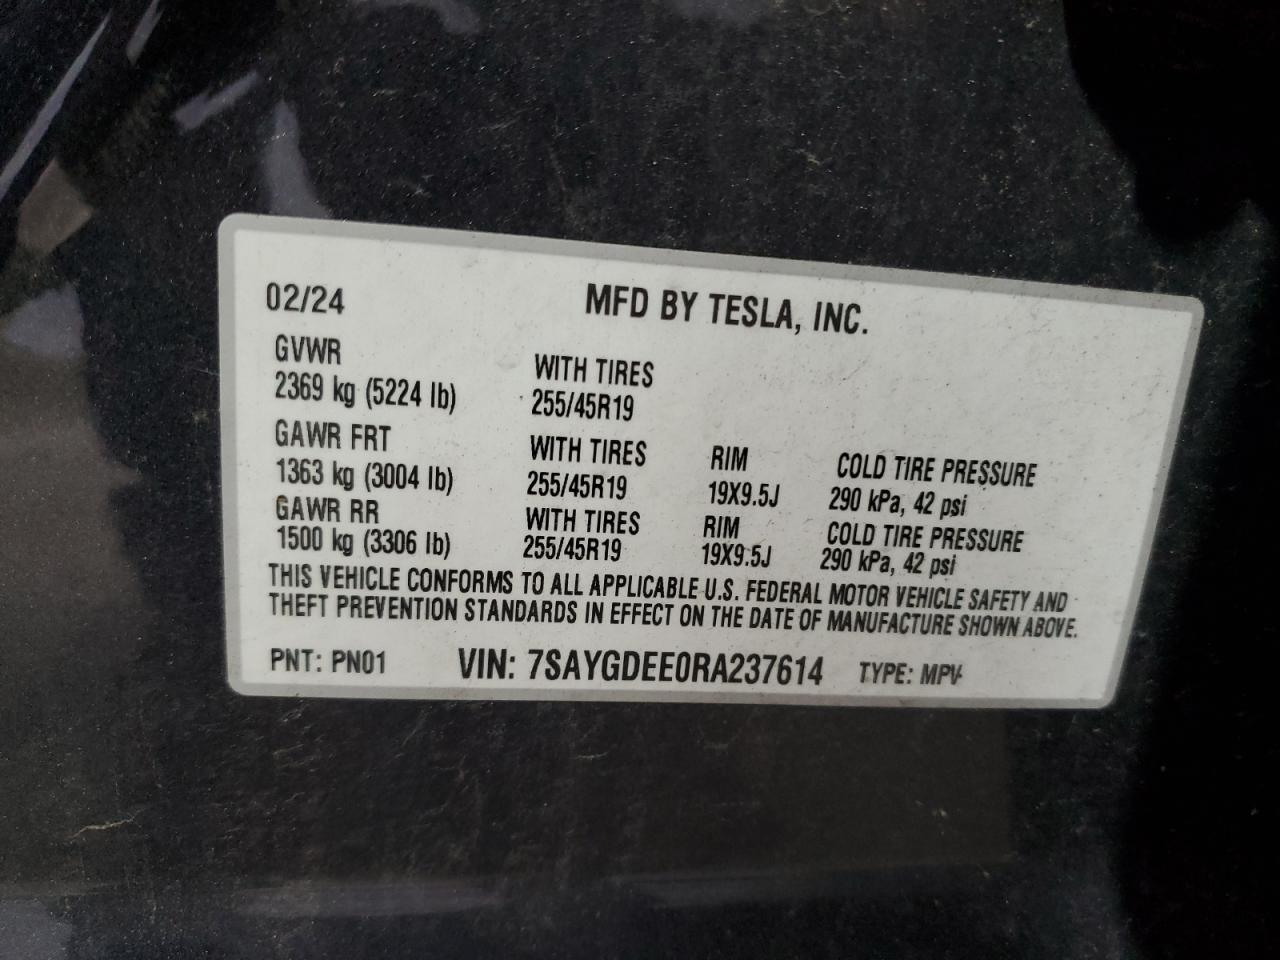 02/24 MFD BY TESLA, INC.
GVWR WITH TIRES
2369 kg (5224 lb) 255/45R19
GAWR FRT WITH TIRES RIM COLD TIRE PRESSURE
1363 kg (3004 lb) 255/45R19 19X9.5J 290 kPa, 42 psi
GAWR RR WITH TIRES RIM COLD TIRE PRESSURE
1500 kg (3306 lb) 255/45R19 19X9.5J 290 kPa, 42 psi
THIS VEHICLE CONFORMS TO ALL APPLICABLE U.S. FEDERAL MOTOR VEHICLE SAFETY AND
THEFT PREVENTION STANDARDS IN EFFECT ON THE DATE OF MANUFACTURE SHOWN ABOVE.
PNT: PN01 VIN: 7SAYGDEE0RA237614 TYPE: MPV